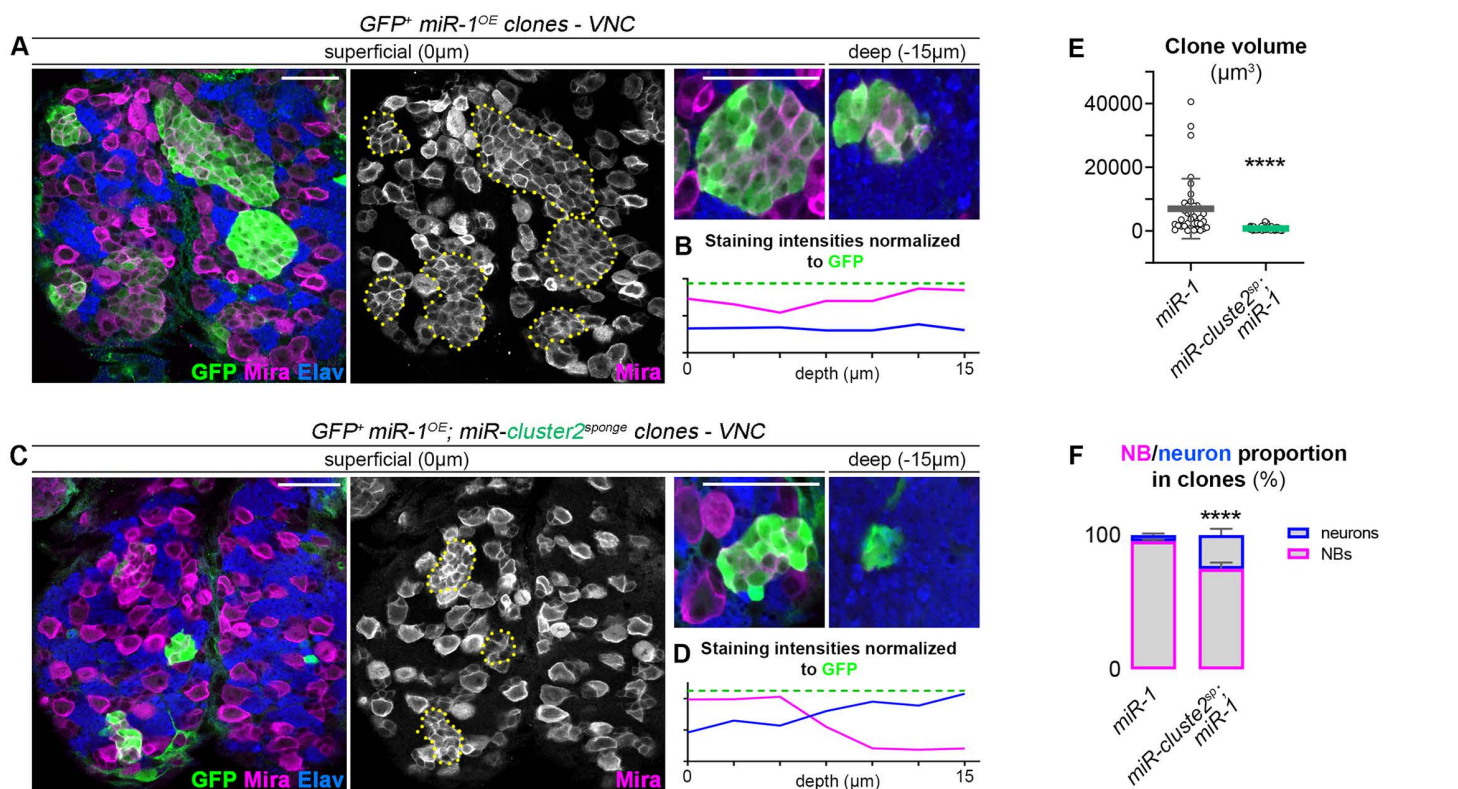 GFP⁺ miR-1ᴼᴱ clones - VNC
A
superficial (0µm)
deep (-15µm)
GFP Mira Elav
Mira
B
Staining intensities normalized
to GFP
0
depth (µm)
15
GFP⁺ miR-1ᴼᴱ; miR-cluster2ˢᵖᵒⁿᵍᵉ clones - VNC
C
superficial (0µm)
deep (-15µm)
GFP Mira Elav
Mira
D
Staining intensities normalized
to GFP
0
depth (µm)
15
E
Clone volume
(µm³)
40000
20000
0
****
miR-1
miR-cluste2ˢᵖ;
miR-1
F
NB/neuron proportion
in clones (%)
****
100
0
neurons
NBs
miR-1
miR-cluste2ˢᵖ;
miR-1